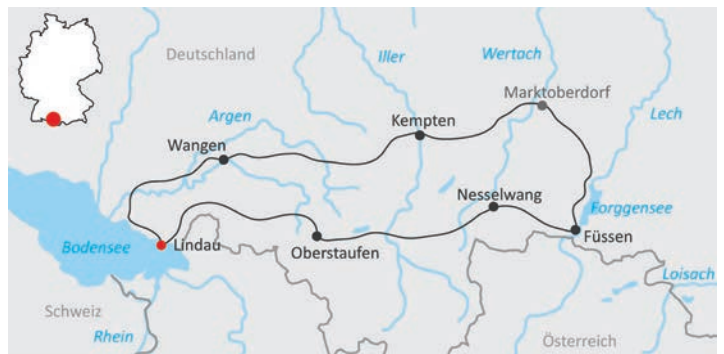 Deutschland
Iller
Wertach
Marktoberdorf
Argen
Kempten
Lech
Wangen
Nesselwang
Forggensee
Füssen
Bodensee
Lindau
Oberstaufen
Loisach
Schweiz
Rhein
Österreich